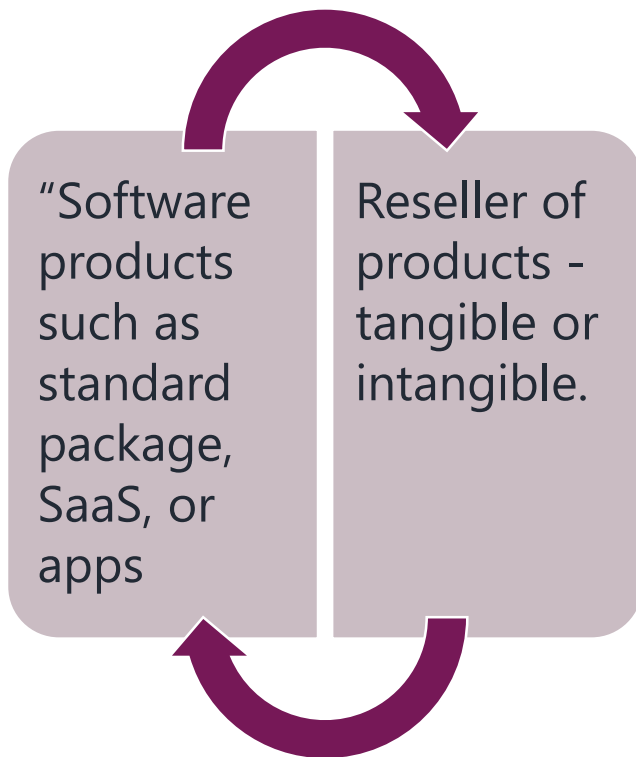 “Software
products
such as
standard
package,
SaaS, or
apps
Reseller of
products -
tangible or
intangible.